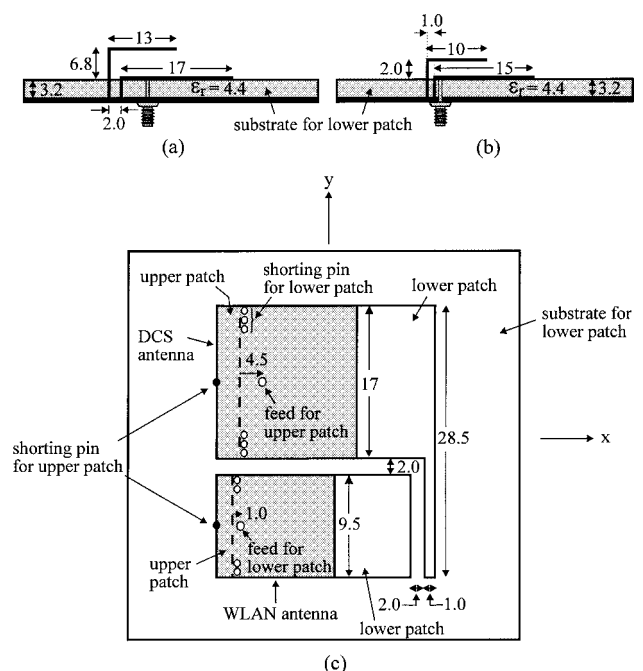 13
6.8
17
3.2
εr = 4.4
2.0
substrate for lower patch
(a)
1.0
10
2.0
15
εr = 4.4
3.2
(b)
y
upper patch
shorting pin
for lower patch
lower patch
substrate for
lower patch
DCS
antenna
4.5
17
feed for
upper patch
28.5
x
shorting pin
for upper patch
2.0
1.0
9.5
feed for
lower patch
upper
patch
WLAN antenna
2.0
1.0
lower patch
(c)